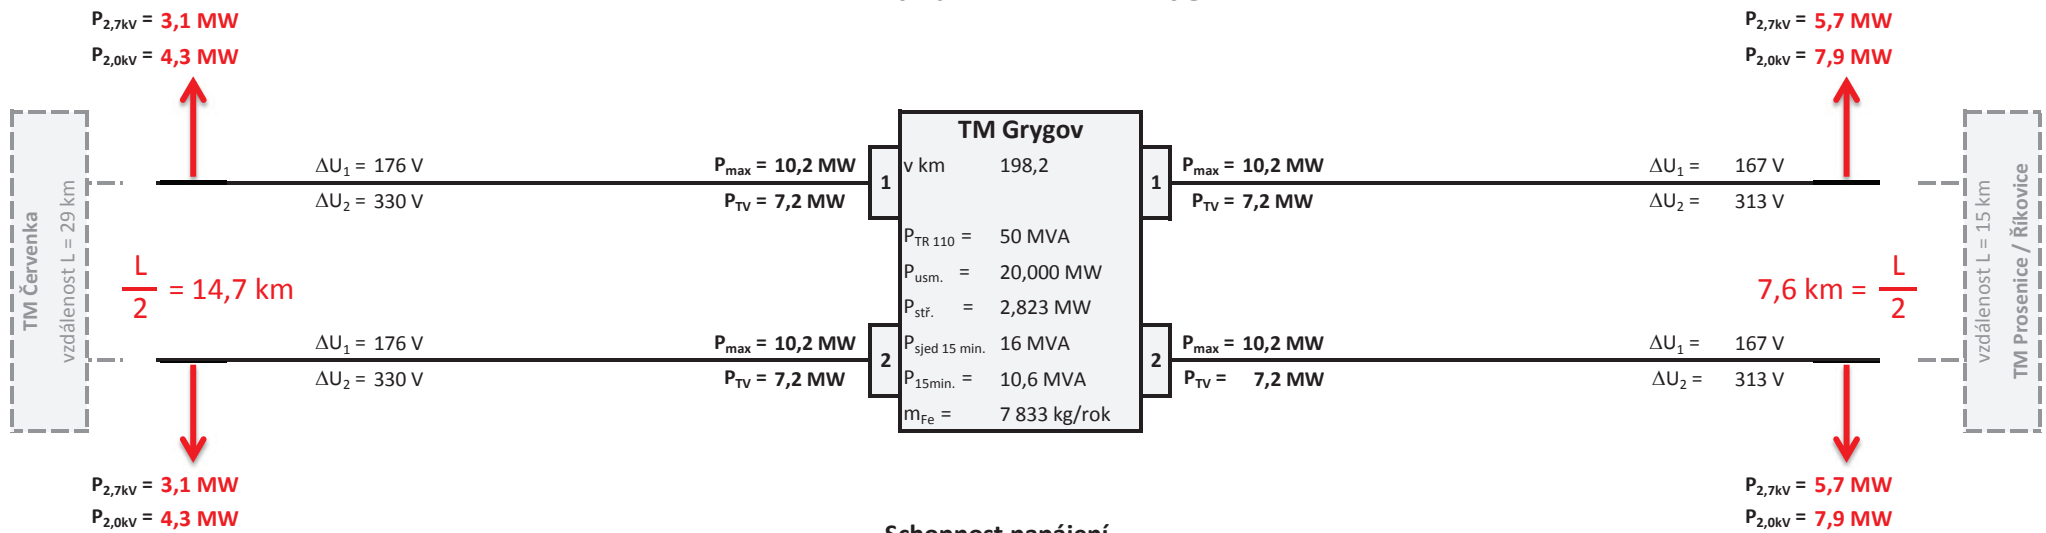 P2,7kV = 3,1 MW
P2,0kV = 4,3 MW
P2,7kV = 5,7 MW
P2,0kV = 7,9 MW
TM Červenka
vzdálenost L = 29 km
ΔU1 = 176 V
ΔU2 = 330 V
Pmax = 10,2 MW
PTV = 7,2 MW
1
TM Grygov
v km 198,2
PTR 110 = 50 MVA
Pusm. = 20,000 MW
Pstř. = 2,823 MW
Psjed 15 min. 16 MVA
P15min. = 10,6 MVA
mFe = 7 833 kg/rok
1
Pmax = 10,2 MW
PTV = 7,2 MW
ΔU1 = 167 V
ΔU2 = 313 V
L
2
= 14,7 km
7,6 km =
L
2
ΔU1 = 176 V
ΔU2 = 330 V
Pmax = 10,2 MW
PTV = 7,2 MW
2
2
Pmax = 10,2 MW
PTV = 7,2 MW
ΔU1 = 167 V
ΔU2 = 313 V
vzdálenost L = 15 km
TM Prosenice / Říkovice
P2,7kV = 3,1 MW
P2,0kV = 4,3 MW
P2,7kV = 5,7 MW
P2,0kV = 7,9 MW
Schopnost napájení